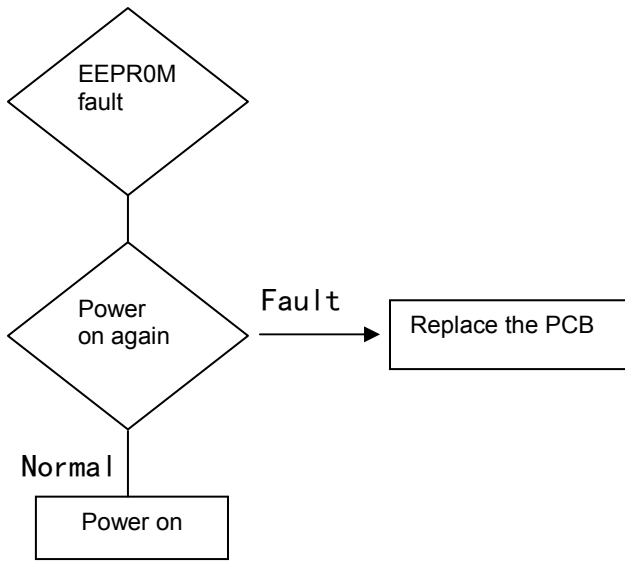 EEPR0M
fault
Power
on again
Fault
Replace the PCB
Normal
Power on